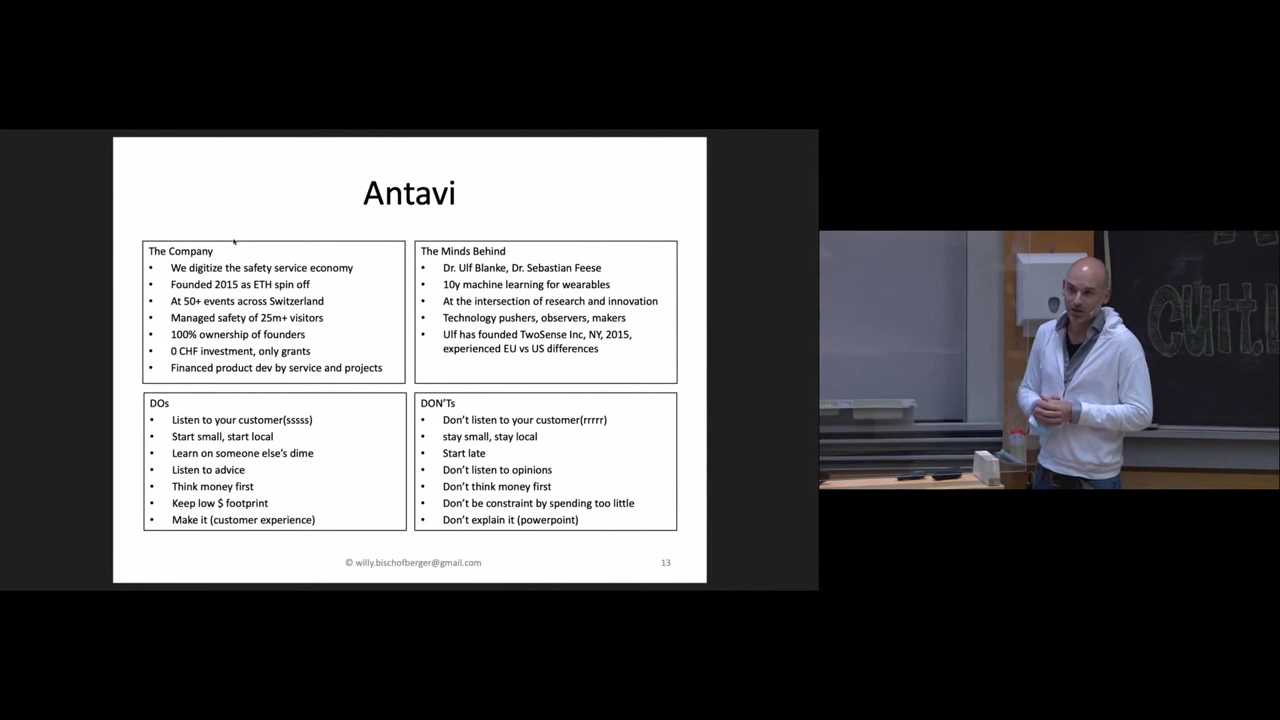 Antavi
The Company
• We digitize the safety service economy
• Founded 2015 as ETH spin off
• At 50+ events across Switzerland
• Managed safety of 25m+ visitors
• 100% ownership of founders
• 0 CHF investment, only grants
• Financed product dev by service and projects
The Minds Behind
• Dr. Ulf Blanke, Dr. Sebastian Feese
• 10y machine learning for wearables
• At the intersection of research and innovation
• Technology pushers, observers, makers
• Ulf has founded TwoSense Inc, NY, 2015,
experienced EU vs US differences
DOs
• Listen to your customer(sssss)
• Start small, start local
• Learn on someone else's dime
• Listen to advice
• Think money first
• Keep low $ footprint
• Make it (customer experience)
DON'Ts
• Don't listen to your customer(rrrrr)
• stay small, stay local
• Start late
• Don't listen to opinions
• Don't think money first
• Don't be constraint by spending too little
• Don't explain it (powerpoint)
© willy.bischofberger@gmail.com
13